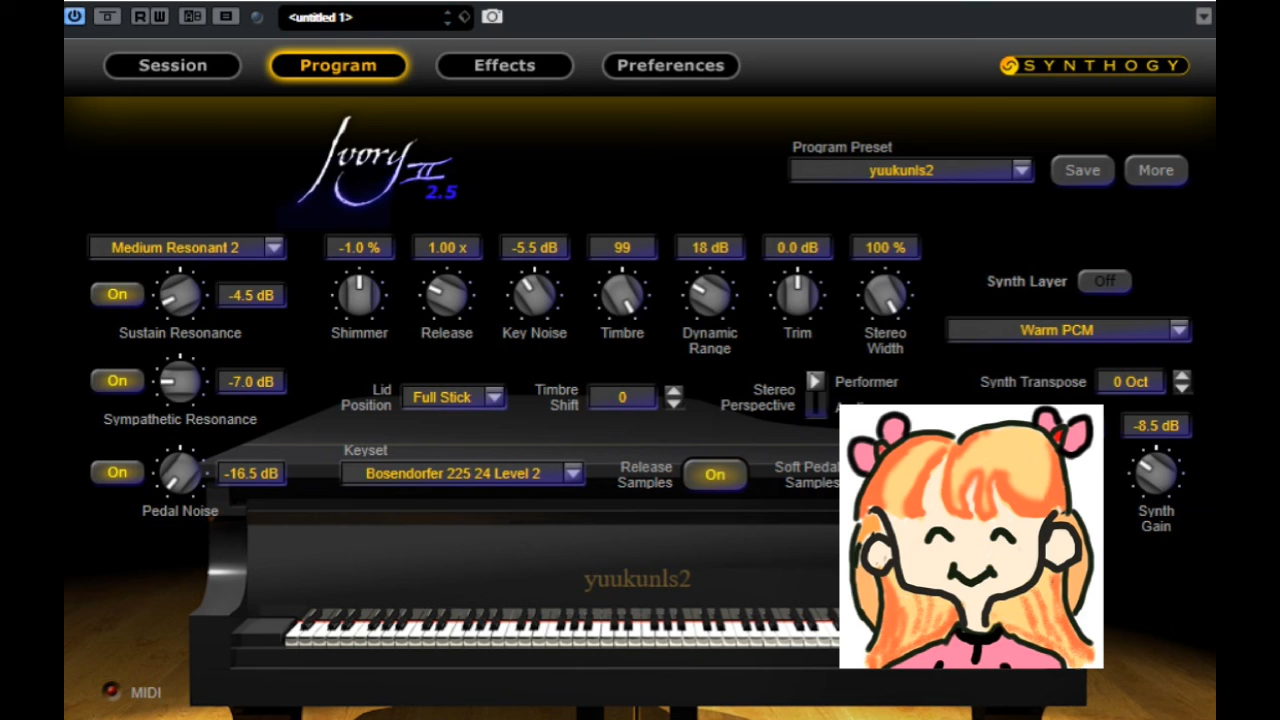 R W
<untitled 1>
Session
Program
Effects
Preferences
SYNTHOGY
Ivory II
2.5
Program Preset
yuukunls2
Save
More
Medium Resonant 2
-1.0 %
1.00 x
-5.5 dB
99
18 dB
0.0 dB
100 %
On
-4.5 dB
Sustain Resonance
Shimmer
Release
Key Noise
Timbre
Dynamic
Range
Trim
Stereo
Width
Synth Layer
Off
Warm PCM
On
-7.0 dB
Sympathetic Resonance
Lid
Position
Full Stick
Timbre
Shift
0
Stereo
Perspective
Performer
Synth Transpose
0 Oct
-8.5 dB
Keyset
Bosendorfer 225 24 Level 2
Release
Samples
On
Soft Pedal
Samples
On
-16.5 dB
Pedal Noise
Synth
Gain
yuukunls2
MIDI